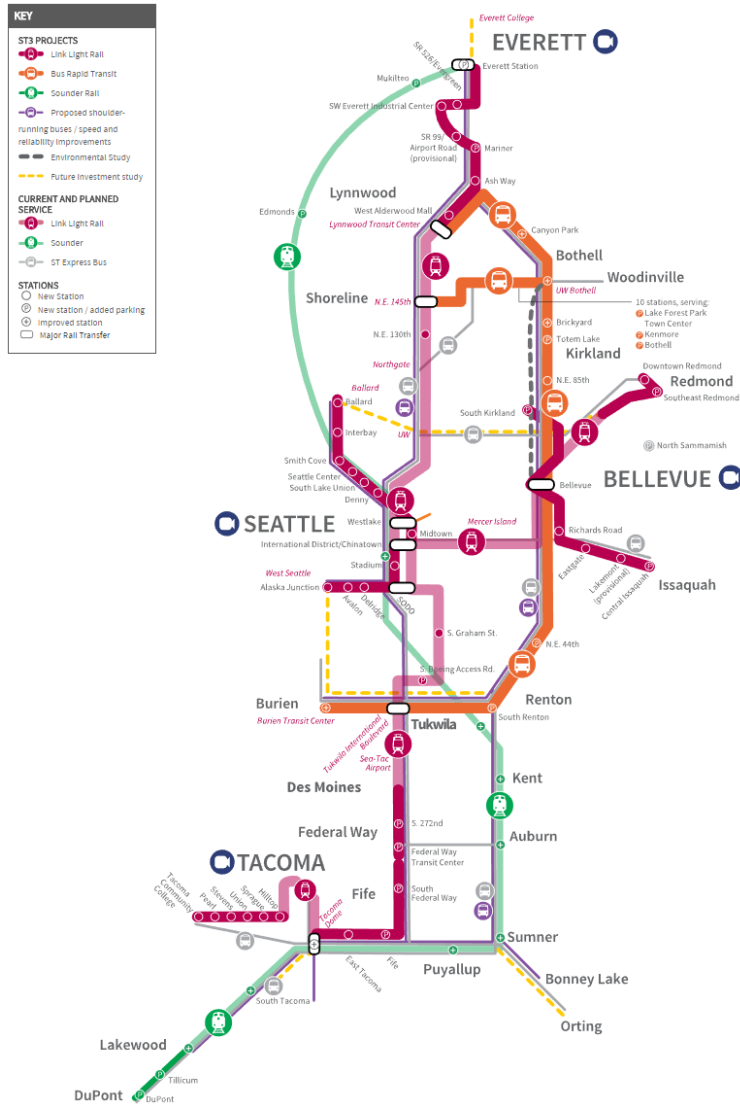 KEY
ST3 PROJECTS
Link Light Rail
Bus Rapid Transit
Sounder Rail
Proposed shoulder-
running buses / speed and
reliability improvements
Environmental Study
Future investment study
CURRENT AND PLANNED
SERVICE
Link Light Rail
Sounder
ST Express Bus
STATIONS
New Station
P New station / added parking
Improved station
Major Rail Transfer
Everett College
EVERETT
SR 526/Evergreen
P
Everett Station
Mukilteo
P
SW Everett Industrial Center
SR 99/
Airport Road
(provisional)
P
Mariner
Ash Way
Lynnwood
West Alderwood Mall
Lynnwood Transit Center
Edmonds
P
Canyon Park
Bothell
Woodinville
UW Bothell
Shoreline
N.E. 145th
10 stations, serving:
P Lake Forest Park
Town Center
P Kenmore
P Bothell
N.E. 130th
Brickyard
P
Totem Lake
Kirkland
Northgate
Downtown Redmond
N.E. 85th
Redmond
P
Southeast Redmond
Ballard
Ballard
South Kirkland
P
Interbay
UW
P
North Sammamish
Smith Cove
Seattle Center
South Lake Union
Denny
Bellevue
BELLEVUE
SEATTLE
Westlake
Midtown
Mercer Island
International District/Chinatown
Richards Road
Eastgate
Lakemont
(provisional)
Central Issaquah
P
Issaquah
Stadium
West Seattle
Alaska Junction
Avalon
Delridge
SODO
S. Graham St.
P
N.E. 44th
S. Boeing Access Rd.
P
Burien
Burien Transit Center
Tukwila International
Boulevard
Tukwila
Renton
P
South Renton
Sea-Tac
Airport
Des Moines
Kent
P
S. 272nd
Federal Way
Auburn
P
Federal Way
Transit Center
TACOMA
Fife
P
South
Federal Way
Tacoma
Community
College
Pearl
Stevens
Union
Sprague
Hilltop
Tacoma
Dome
East Tacoma
P
Fife
Sumner
Puyallup
Bonney Lake
South Tacoma
Orting
Lakewood
P
Tillicum
DuPont
P
DuPont